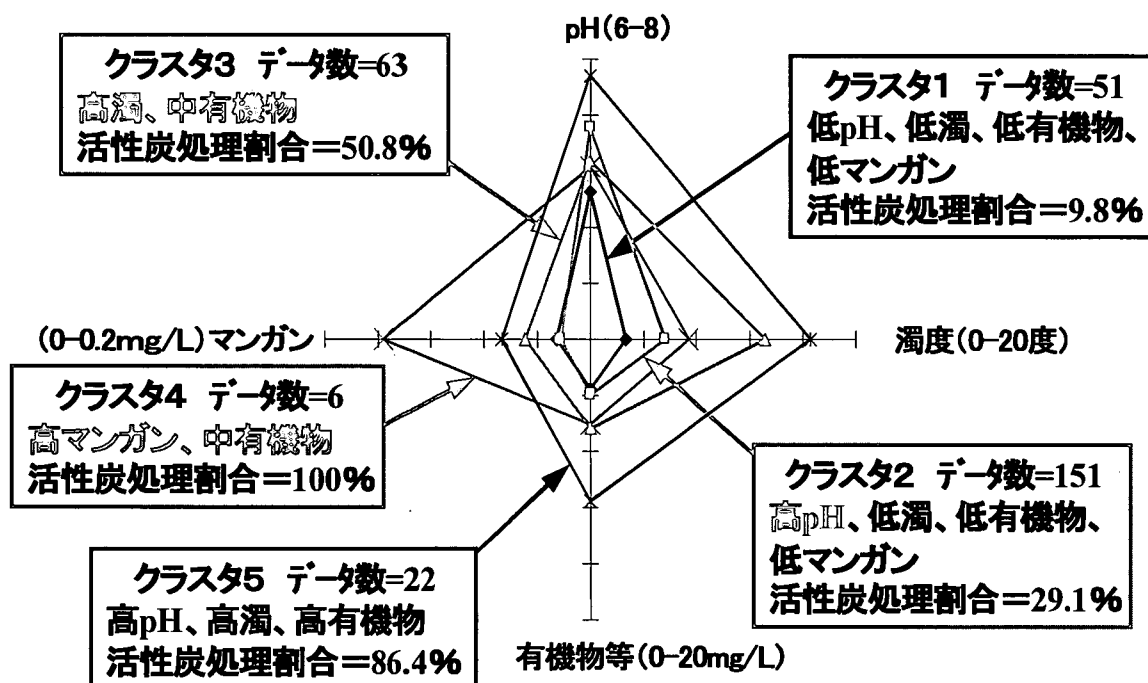 pH(6-8)
クラスタ3 データ数=63
高濁、中有機物
活性炭処理割合=50.8%
クラスタ1 データ数=51
低pH、低濁、低有機物、
低マンガン
活性炭処理割合=9.8%
(0-0.2mg/L)マンガン
濁度(0-20度)
クラスタ4 データ数=6
高マンガン、中有機物
活性炭処理割合=100%
クラスタ2 データ数=151
高pH、低濁、低有機物、
低マンガン
活性炭処理割合=29.1%
クラスタ5 データ数=22
高pH、高濁、高有機物
活性炭処理割合=86.4%
有機物等(0-20mg/L)